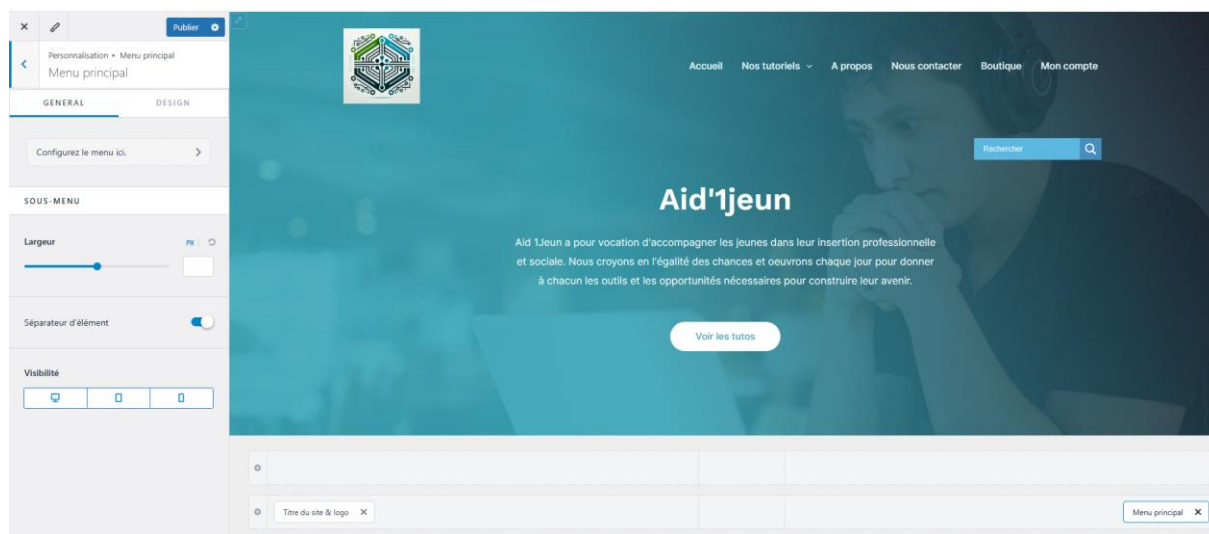 Publier
Personnalisation • Menu principal
Menu principal
GENERAL DESIGN
Configurez le menu ici.
SOUS-MENU
Largeur PX
Séparateur d'élément
Visibilité
Accueil Nos tutoriels A propos Nous contacter Boutique Mon compte
Rechercher
Aid'1jeun
Aid 1Jeun a pour vocation d'accompagner les jeunes dans leur insertion professionnelle
et sociale. Nous croyons en l'égalité des chances et oeuvrons chaque jour pour donner
à chacun les outils et les opportunités nécessaires pour construire leur avenir.
Voir les tutos
Titre du site & logo
Menu principal